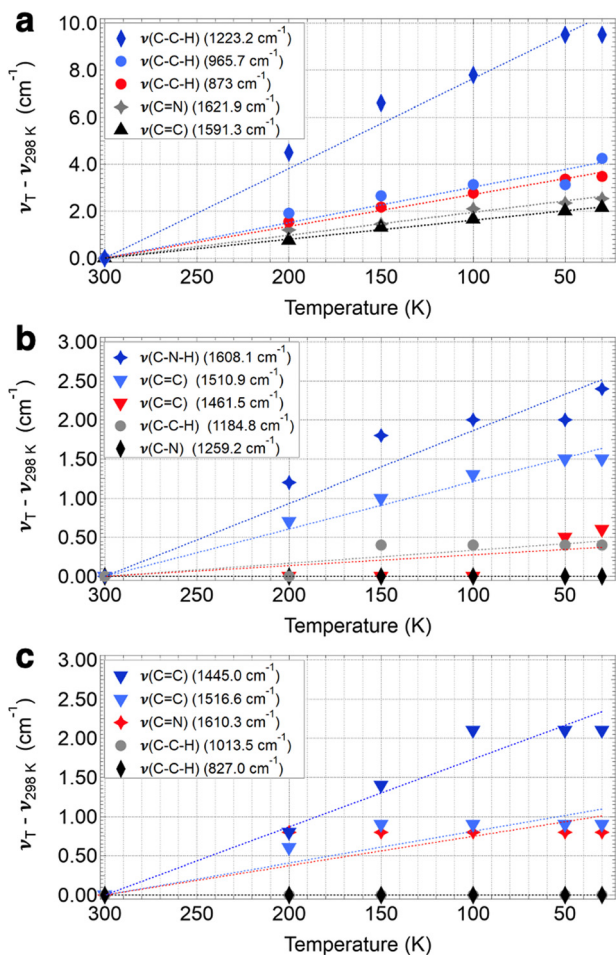 a
10.0
8.0
6.0
4.0
2.0
0.0
ν_T - ν_298 K (cm⁻¹)
ν(C-C-H) (1223.2 cm⁻¹)
ν(C-C-H) (965.7 cm⁻¹)
ν(C-C-H) (873 cm⁻¹)
ν(C=N) (1621.9 cm⁻¹)
ν(C=C) (1591.3 cm⁻¹)
300 250 200 150 100 50
Temperature (K)
b
3.00
2.50
2.00
1.50
1.00
0.50
0.00
ν_T - ν_298 K (cm⁻¹)
ν(C-N-H) (1608.1 cm⁻¹)
ν(C=C) (1510.9 cm⁻¹)
ν(C=C) (1461.5 cm⁻¹)
ν(C-C-H) (1184.8 cm⁻¹)
ν(C-N) (1259.2 cm⁻¹)
300 250 200 150 100 50
Temperature (K)
c
3.00
2.50
2.00
1.50
1.00
0.50
0.00
ν_T - ν_298 K (cm⁻¹)
ν(C=C) (1445.0 cm⁻¹)
ν(C=C) (1516.6 cm⁻¹)
ν(C=N) (1610.3 cm⁻¹)
ν(C-C-H) (1013.5 cm⁻¹)
ν(C-C-H) (827.0 cm⁻¹)
300 250 200 150 100 50
Temperature (K)